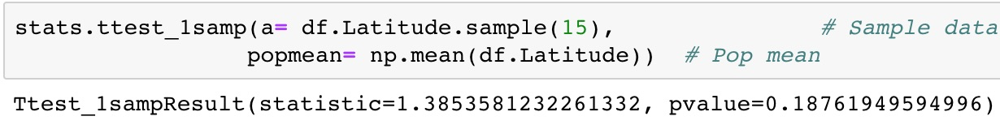 stats.ttest_1samp(a= df.Latitude.sample(15), # Sample data
popmean= np.mean(df.Latitude)) # Pop mean
Ttest_1sampResult(statistic=1.3853581232261332, pvalue=0.18761949594996)